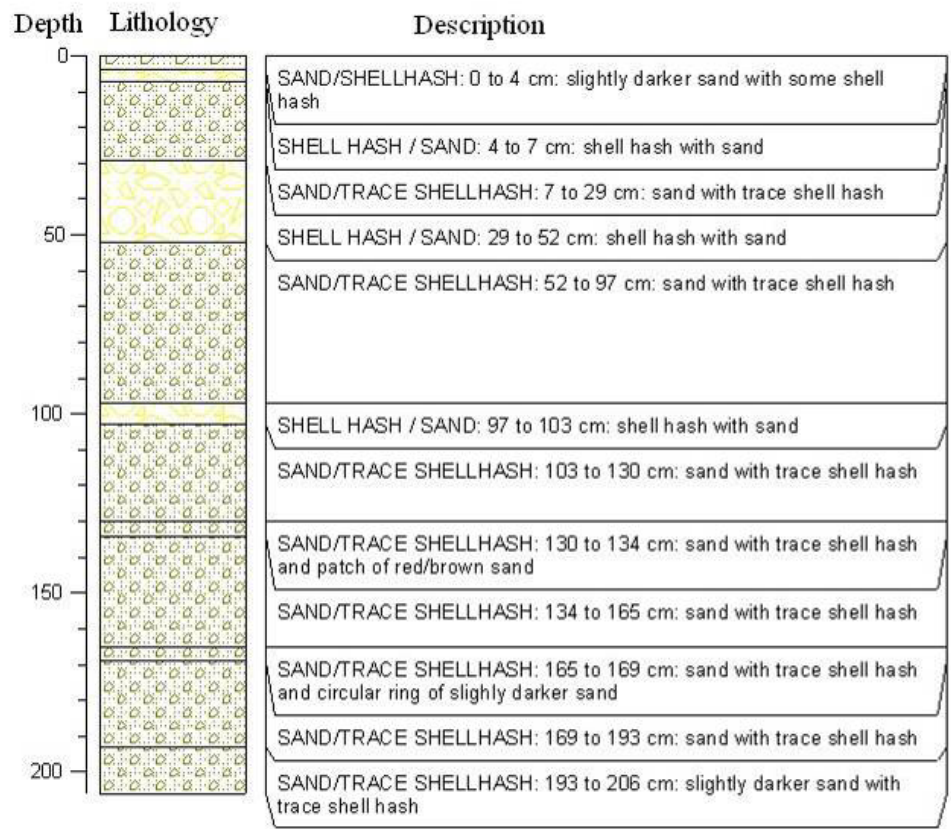 Depth Lithology Description
0
SAND/SHELLHASH: 0 to 4 cm: slightly darker sand with some shell
hash
SHELL HASH / SAND: 4 to 7 cm: shell hash with sand
SAND/TRACE SHELLHASH: 7 to 29 cm: sand with trace shell hash
50
SHELL HASH / SAND: 29 to 52 cm: shell hash with sand
SAND/TRACE SHELLHASH: 52 to 97 cm: sand with trace shell hash
100
SHELL HASH / SAND: 97 to 103 cm: shell hash with sand
SAND/TRACE SHELLHASH: 103 to 130 cm: sand with trace shell hash
SAND/TRACE SHELLHASH: 130 to 134 cm: sand with trace shell hash
and patch of red/brown sand
150
SAND/TRACE SHELLHASH: 134 to 165 cm: sand with trace shell hash
SAND/TRACE SHELLHASH: 165 to 169 cm: sand with trace shell hash
and circular ring of slighly darker sand
SAND/TRACE SHELLHASH: 169 to 193 cm: sand with trace shell hash
200
SAND/TRACE SHELLHASH: 193 to 206 cm: slightly darker sand with
trace shell hash